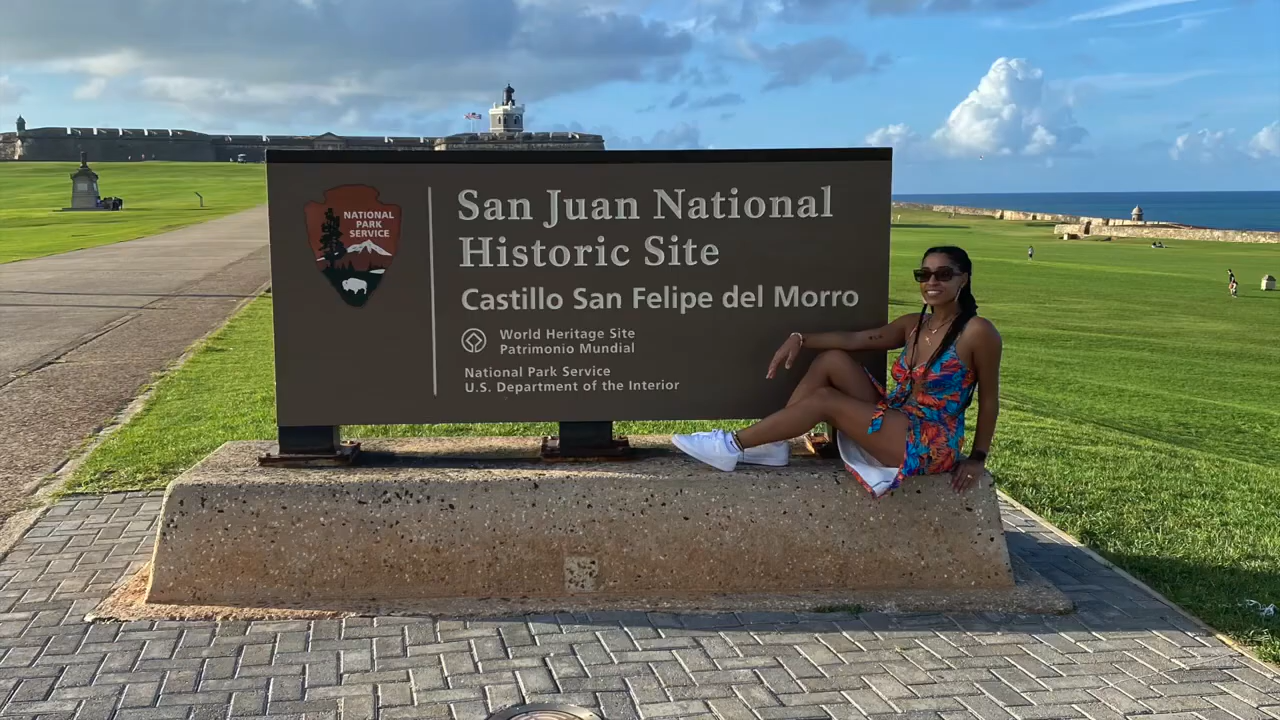 NATIONAL
PARK
SERVICE
San Juan National
Historic Site
Castillo San Felipe del Morro
World Heritage Site
Patrimonio Mundial
National Park Service
U.S. Department of the Interior